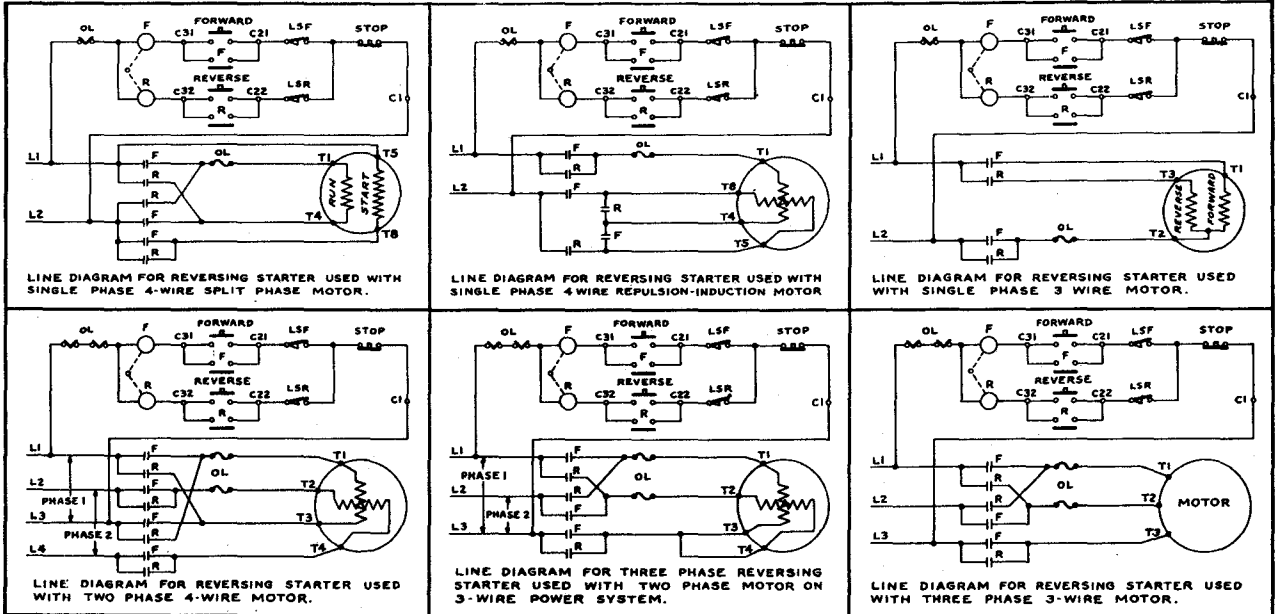 FORWARD
OL F C31 C21 LSF STOP
F
REVERSE
R C32 C22 LSR C1
R
L1 F OL T1 T5
R
R RUN START
L2 F T4
F T8
R
LINE DIAGRAM FOR REVERSING STARTER USED WITH
SINGLE PHASE 4-WIRE SPLIT PHASE MOTOR.
FORWARD
OL F C31 C21 LSF STOP
F
REVERSE
R C32 C22 LSR C1
R
L1 F OL T1
R
L2 F T8
R
T4
F
R T5
LINE DIAGRAM FOR REVERSING STARTER USED WITH
SINGLE PHASE 4 WIRE REPULSION-INDUCTION MOTOR
FORWARD
OL F C31 C21 LSF STOP
F
REVERSE
R C32 C22 LSR C1
R
L1 F T1
R T3
REVERSE FORWARD
L2 F OL T2
R
LINE DIAGRAM FOR REVERSING STARTER USED
WITH SINGLE PHASE 3 WIRE MOTOR.
FORWARD
OL F C31 C21 LSF STOP
F
REVERSE
R C32 C22 LSR C1
R
L1 F T1
R OL
L2 F T2
PHASE 1 R
L3 F T3
PHASE 2 R
L4 F T4
R
LINE DIAGRAM FOR REVERSING STARTER USED
WITH TWO PHASE 4-WIRE MOTOR.
FORWARD
OL F C31 C21 LSF STOP
F
REVERSE
R C32 C22 LSR C1
R
L1 F T1
PHASE 1 R OL
L2 F T2
PHASE 2 R
L3 F T3
R T4
LINE DIAGRAM FOR THREE PHASE REVERSING
STARTER USED WITH TWO PHASE MOTOR ON
3-WIRE POWER SYSTEM.
FORWARD
OL F C31 C21 LSF STOP
F
REVERSE
R C32 C22 LSR C1
R
L1 F T1
R OL
L2 F T2 MOTOR
R
L3 F T3
R
LINE DIAGRAM FOR REVERSING STARTER USED
WITH THREE PHASE 3-WIRE MOTOR.